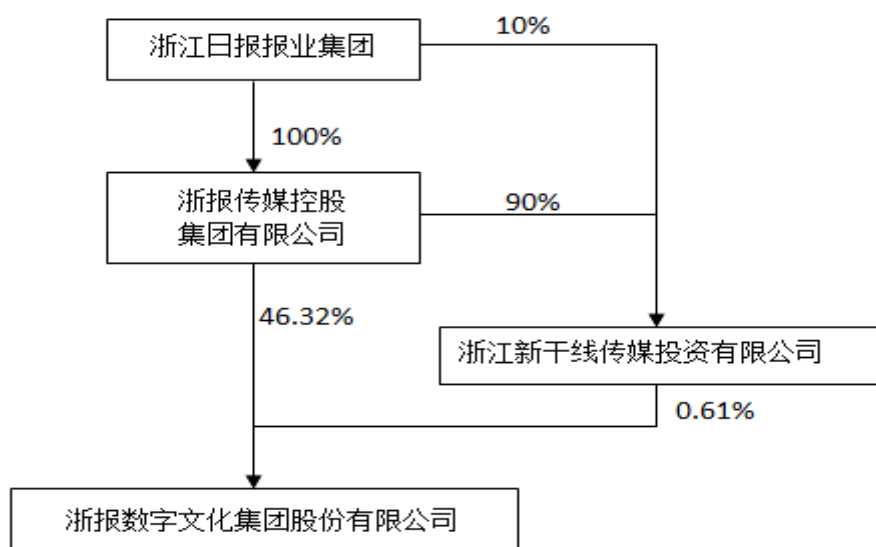 浙江日报报业集团
10%
100%
浙报传媒控股
集团有限公司
90%
46.32%
浙江新干线传媒投资有限公司
0.61%
浙报数字文化集团股份有限公司